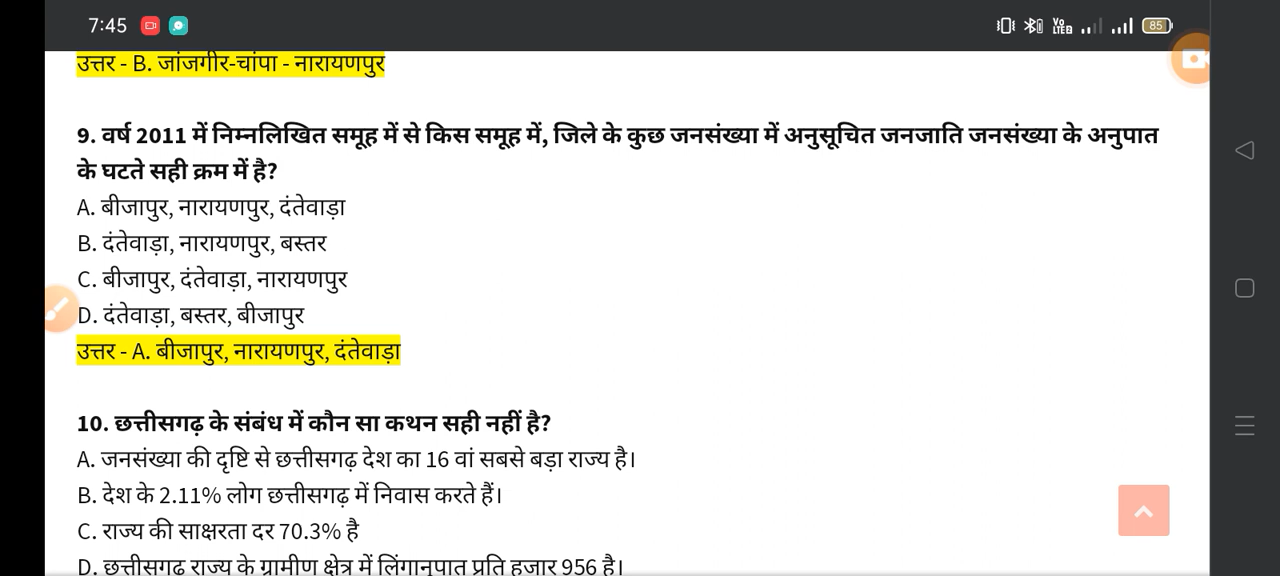 7:45
Vo LTE 2
85
उत्तर - B. जांजगीर-चांपा - नारायणपुर
9. वर्ष 2011 में निम्नलिखित समूह में से किस समूह में, जिले के कुछ जनसंख्या में अनुसूचित जनजाति जनसंख्या के अनुपात
के घटते सही क्रम में है?
A. बीजापुर, नारायणपुर, दंतेवाड़ा
B. दंतेवाड़ा, नारायणपुर, बस्तर
C. बीजापुर, दंतेवाड़ा, नारायणपुर
D. दंतेवाड़ा, बस्तर, बीजापुर
उत्तर - A. बीजापुर, नारायणपुर, दंतेवाड़ा
10. छत्तीसगढ़ के संबंध में कौन सा कथन सही नहीं है?
A. जनसंख्या की दृष्टि से छत्तीसगढ़ देश का 16 वां सबसे बड़ा राज्य है।
B. देश के 2.11% लोग छत्तीसगढ़ में निवास करते हैं।
C. राज्य की साक्षरता दर 70.3% है
D. छत्तीसगढ़ राज्य के ग्रामीण क्षेत्र में लिंगानुपात प्रति हजार 956 है।